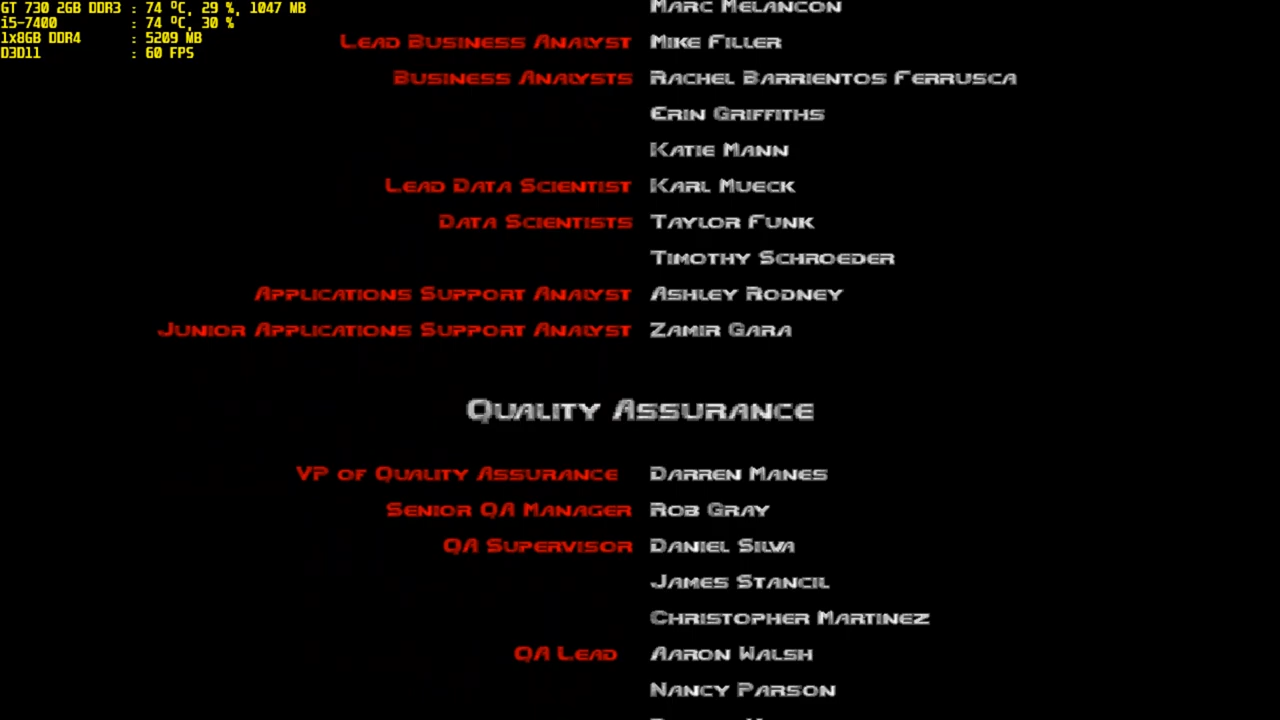 GT 730 2GB DDR3 : 74 ºC, 29 %, 1047 MB
i5-7400 : 74 ºC, 30 %
1x8GB DDR4 : 5209 MB
D3D11 : 60 FPS
Marc Melancon
Lead Business Analyst Mike Filler
Business Analysts Rachel Barrientos Ferrusca
Erin Griffiths
Katie Mann
Lead Data Scientist Karl Mueck
Data Scientists Taylor Funk
Timothy Schroeder
Applications Support Analyst Ashley Rodney
Junior Applications Support Analyst Zamir Gara
Quality Assurance
VP of Quality Assurance Darren Manes
Senior QA Manager Rob Gray
QA Supervisor Daniel Silva
James Stancil
Christopher Martinez
QA Lead Aaron Walsh
Nancy Parson